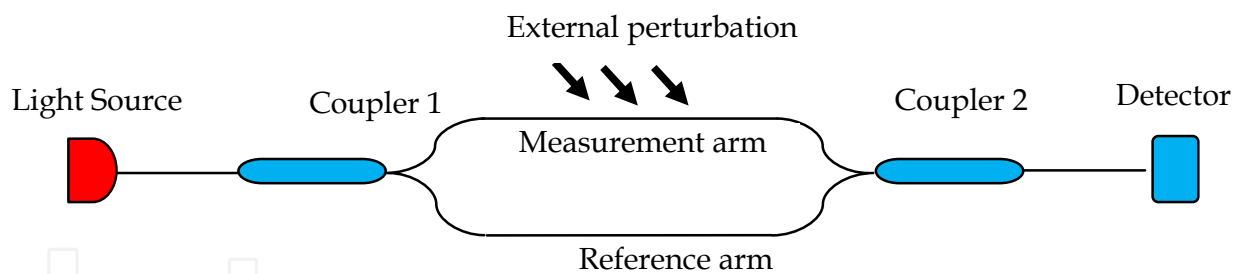 External perturbation
Light Source
Coupler 1
Coupler 2
Detector
Measurement arm
Reference arm